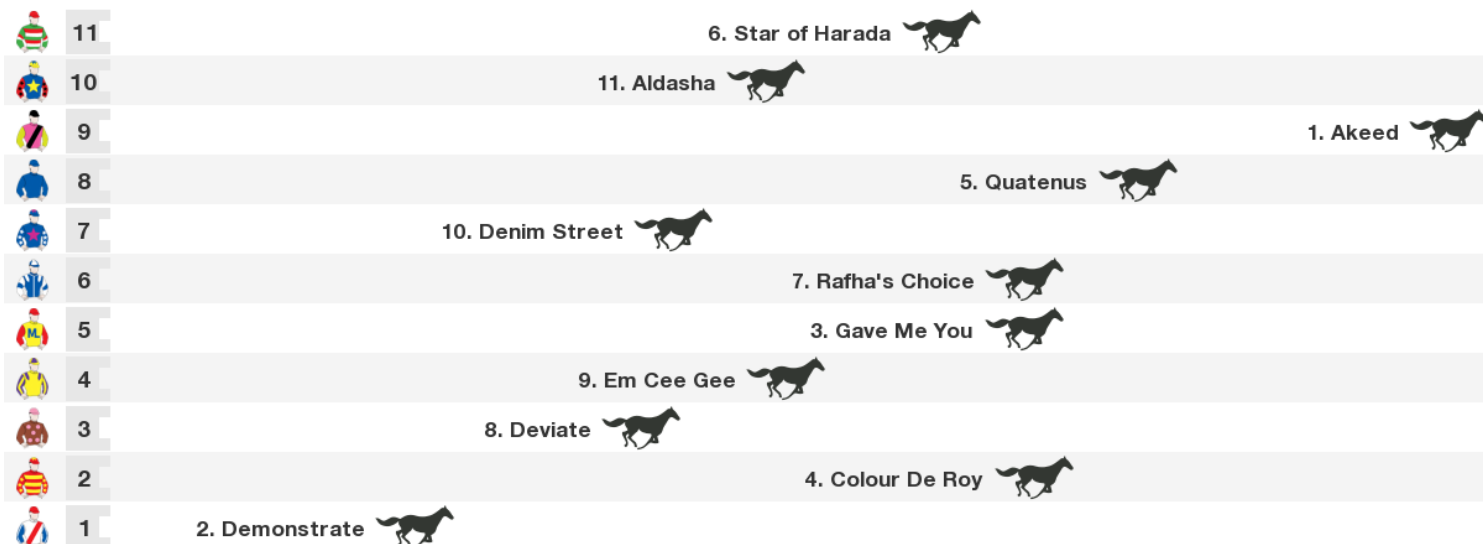 11 6. Star of Harada
10 11. Aldasha
9 1. Akeed
8 5. Quatenus
7 10. Denim Street
6 7. Rafha's Choice
ML 5 3. Gave Me You
4 9. Em Cee Gee
3 8. Deviate
2 4. Colour De Roy
1 2. Demonstrate